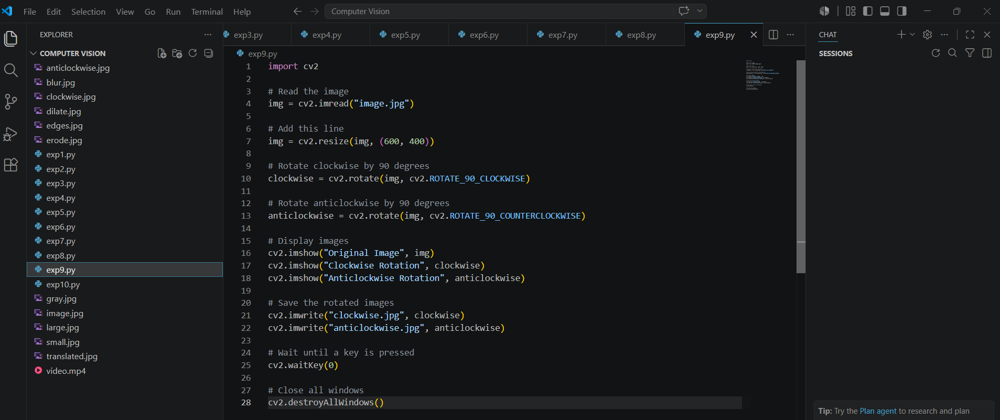 File Edit Selection View Go Run Terminal Help
Computer Vision
EXPLORER
COMPUTER VISION
anticlockwise.jpg
blur.jpg
clockwise.jpg
dilate.jpg
edges.jpg
erode.jpg
exp1.py
exp2.py
exp3.py
exp4.py
exp5.py
exp6.py
exp7.py
exp8.py
exp9.py
exp10.py
gray.jpg
image.jpg
large.jpg
small.jpg
translated.jpg
video.mp4
exp3.py exp4.py exp5.py exp6.py exp7.py exp8.py exp9.py
exp9.py
1 import cv2
2
3 # Read the image
4 img = cv2.imread("image.jpg")
5
6 # Add this line
7 img = cv2.resize(img, (600, 400))
8
9 # Rotate clockwise by 90 degrees
10 clockwise = cv2.rotate(img, cv2.ROTATE_90_CLOCKWISE)
11
12 # Rotate anticlockwise by 90 degrees
13 anticlockwise = cv2.rotate(img, cv2.ROTATE_90_COUNTERCLOCKWISE)
14
15 # Display images
16 cv2.imshow("Original Image", img)
17 cv2.imshow("Clockwise Rotation", clockwise)
18 cv2.imshow("Anticlockwise Rotation", anticlockwise)
19
20 # Save the rotated images
21 cv2.imwrite("clockwise.jpg", clockwise)
22 cv2.imwrite("anticlockwise.jpg", anticlockwise)
23
24 # Wait until a key is pressed
25 cv2.waitKey(0)
26
27 # Close all windows
28 cv2.destroyAllWindows()
CHAT
SESSIONS
Tip: Try the Plan agent to research and plan